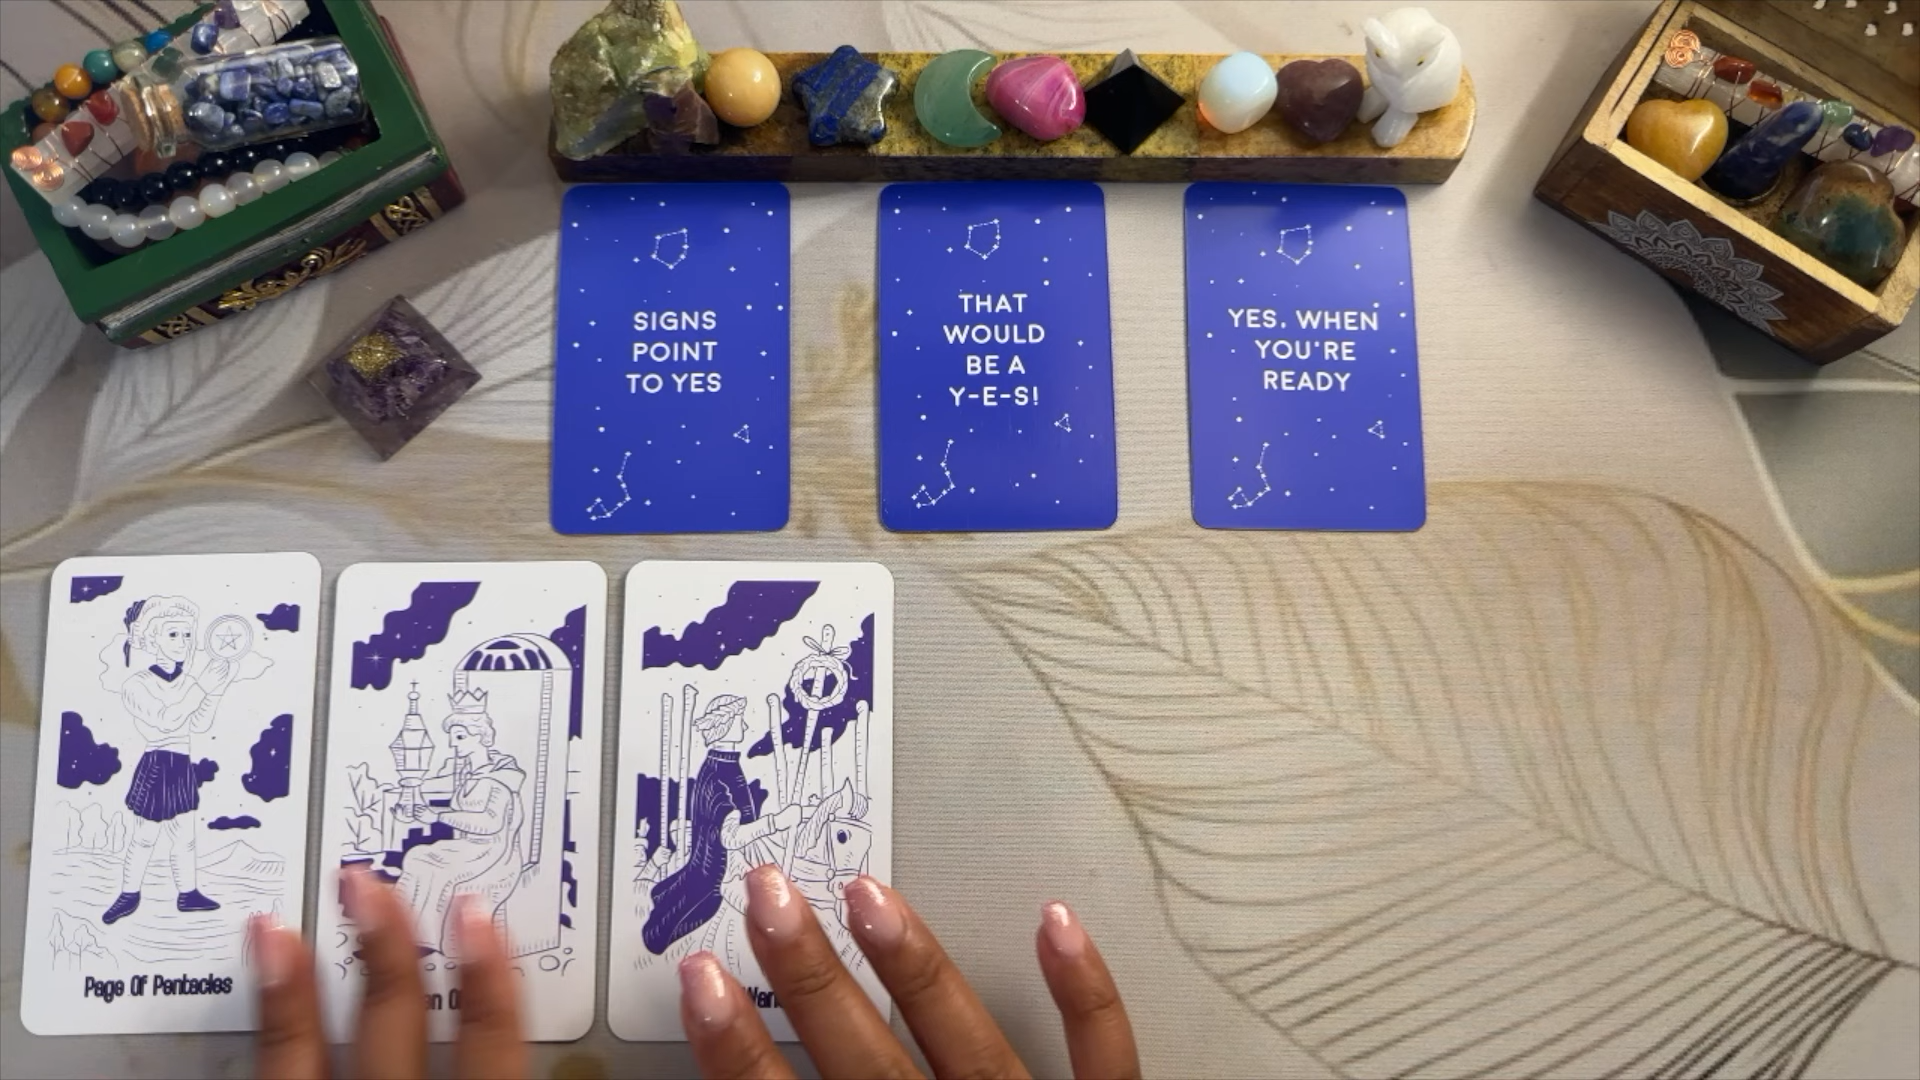 SIGNS
POINT
TO YES
THAT
WOULD
BE A
Y-E-S!
YES, WHEN
YOU'RE
READY
Page Of Pentacles